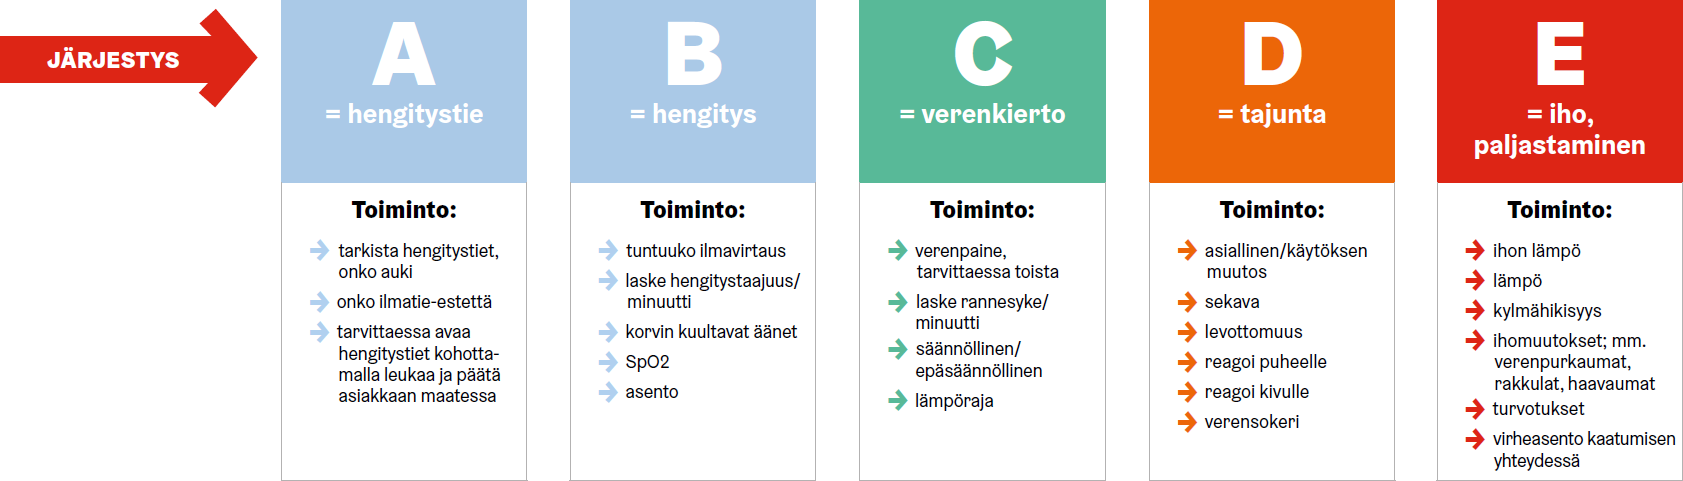 JÄRJESTYS
A
= hengitystie
Toiminto:
tarkista hengitystiet,
onko auki
onko ilmatie-estettä
tarvittaessa avaa
hengitystiet kohotta-
malla leukaa ja päätä
asiakkaan maatessa
B
= hengitys
Toiminto:
tuntuuko ilmavirtaus
laske hengitystaajuus/
minuutti
korvin kuultavat äänet
SpO2
asento
C
= verenkierto
Toiminto:
verenpaine,
tarvittaessa toista
laske rannesyke/
minuutti
säännöllinen/
epäsäännöllinen
lämpöraja
D
= tajunta
Toiminto:
asiallinen/käytöksen
muutos
sekava
levottomuus
reagoi puheelle
reagoi kivulle
verensokeri
E
= iho,
paljastaminen
Toiminto:
ihon lämpö
lämpö
kylmähikisyys
ihomuutokset; mm.
verenpurkaumat,
rakkulat, haavaumat
turvotukset
virheasento kaatumisen
yhteydessä